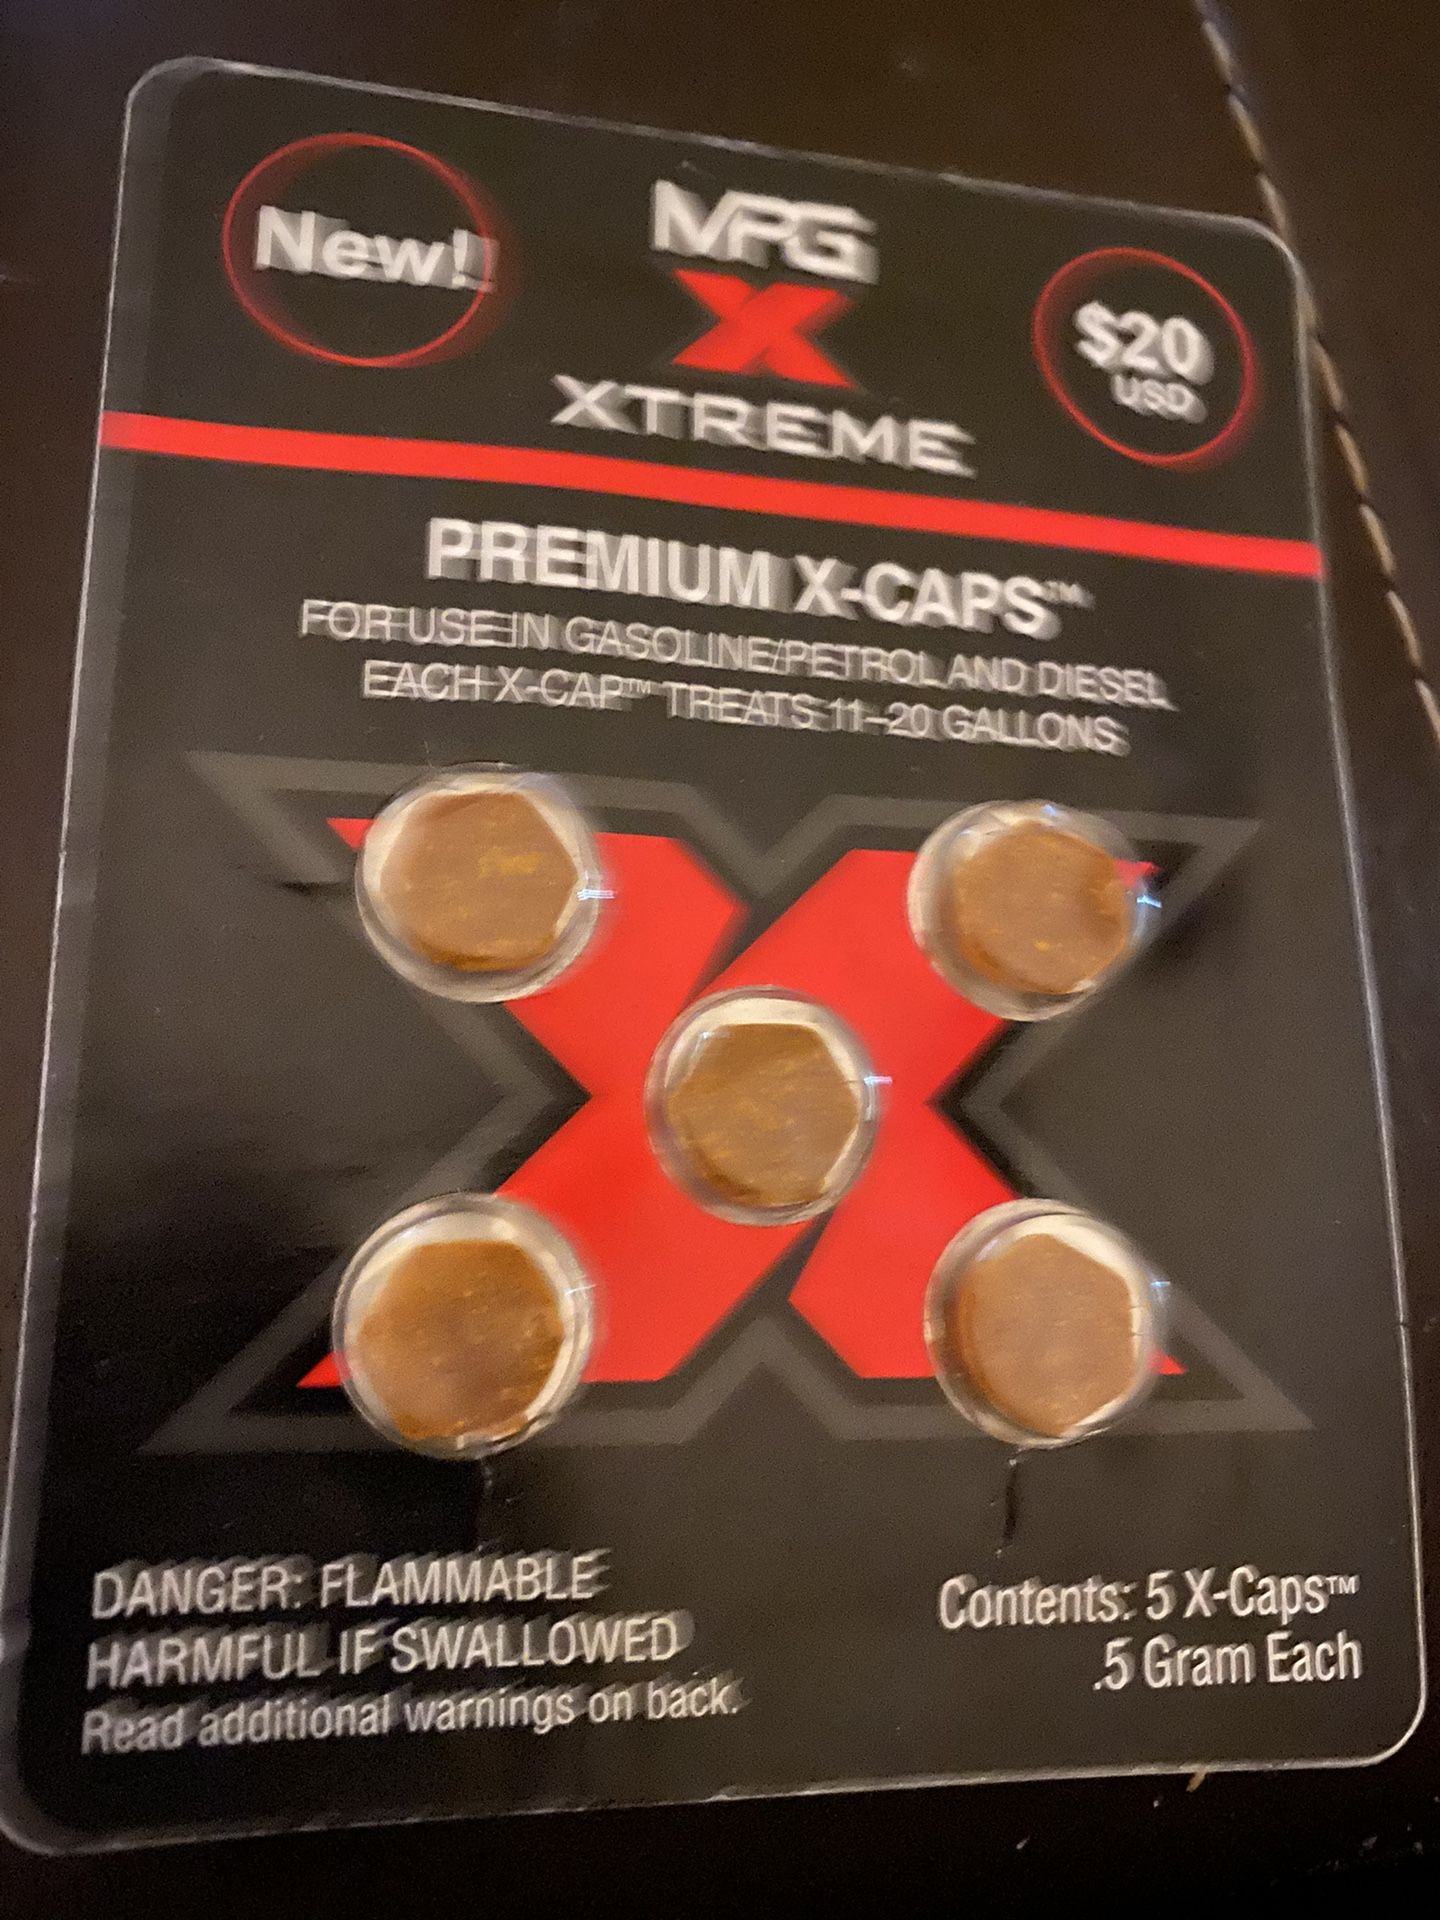 New!
MPG
X
XTREME
$20
USD
PREMIUM X-CAPS™
FOR USE IN GASOLINE/PETROL AND DIESEL
EACH X-CAP™ TREATS 11–20 GALLONS
DANGER: FLAMMABLE
HARMFUL IF SWALLOWED
Read additional warnings on back.
Contents: 5 X-Caps™
.5 Gram Each